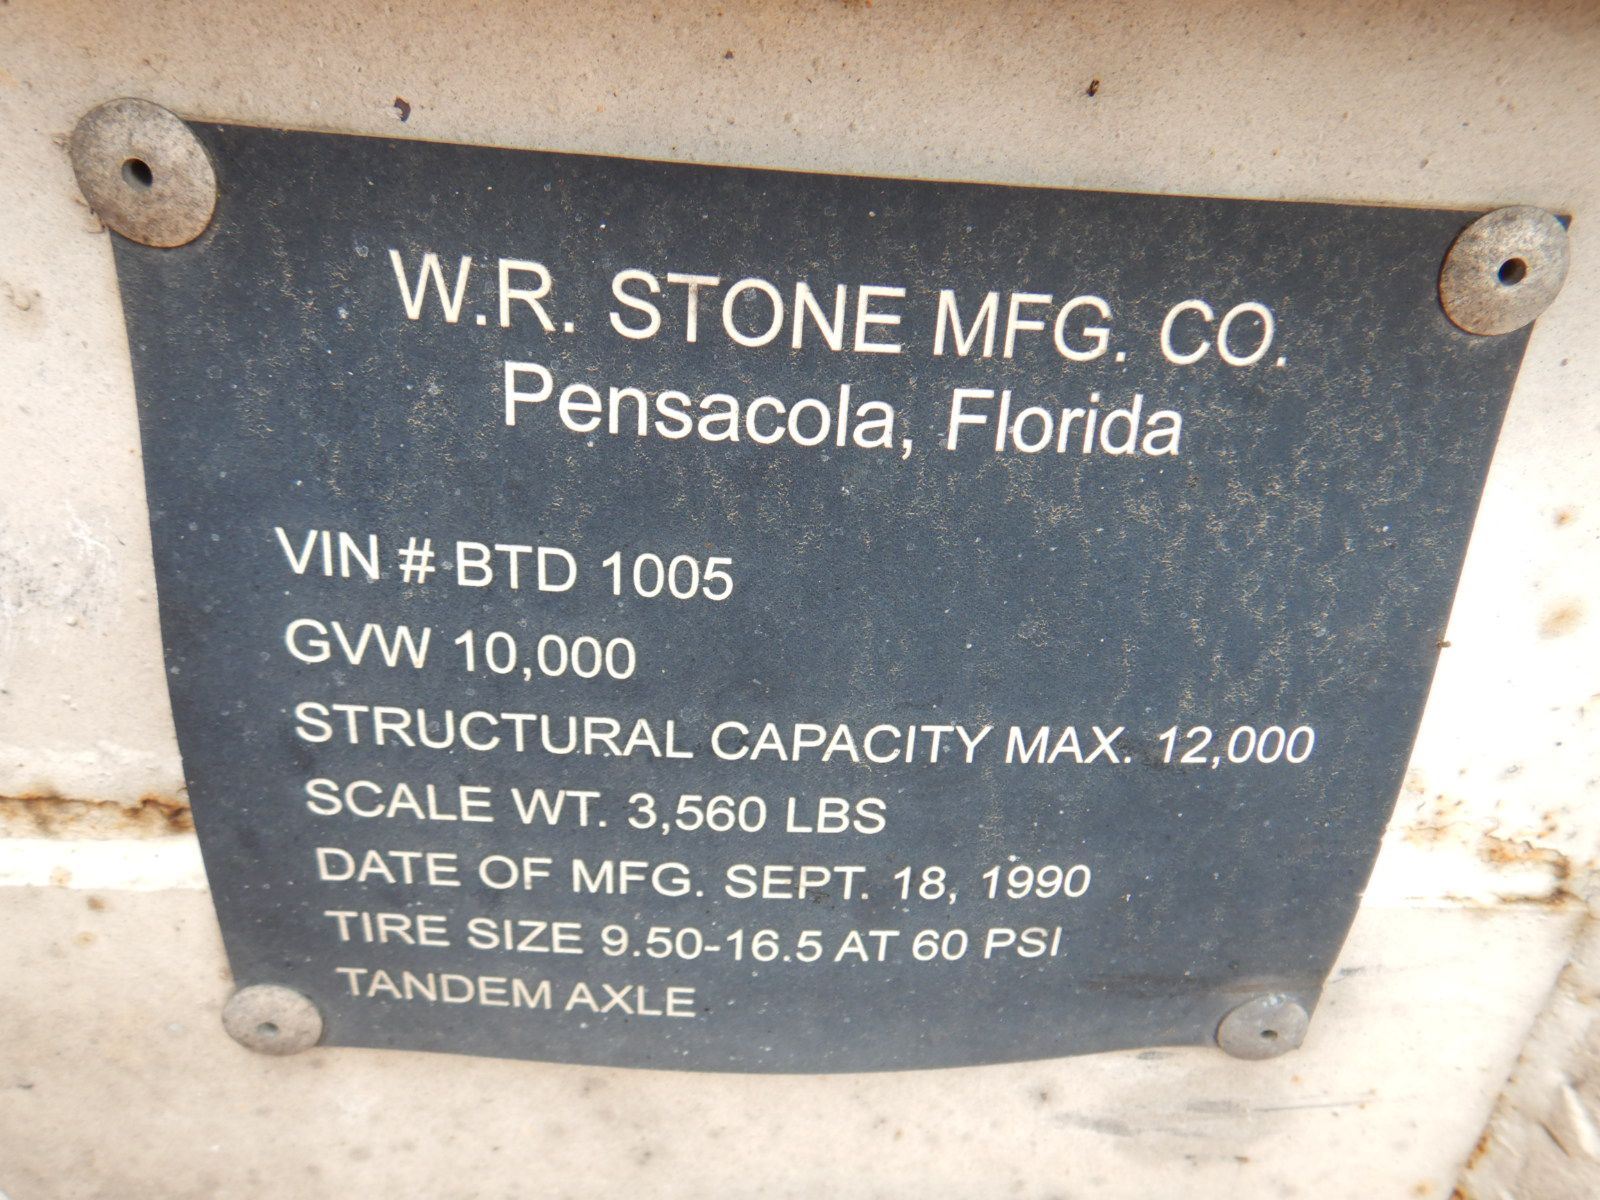 W.R. STONE MFG. CO.
Pensacola, Florida
VIN # BTD 1005
GVW 10,000
STRUCTURAL CAPACITY MAX. 12,000
SCALE WT. 3,560 LBS
DATE OF MFG. SEPT. 18, 1990
TIRE SIZE 9.50-16.5 AT 60 PSI
TANDEM AXLE